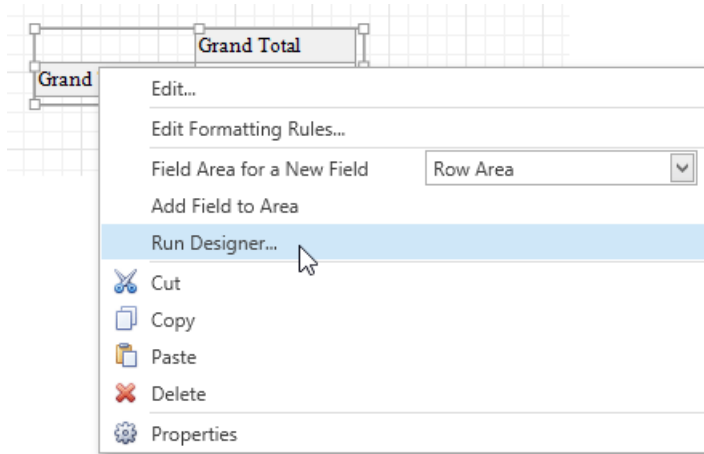 Grand Total
Grand
Edit...
Edit Formatting Rules...
Field Area for a New Field Row Area
Add Field to Area
Run Designer...
Cut
Copy
Paste
Delete
Properties